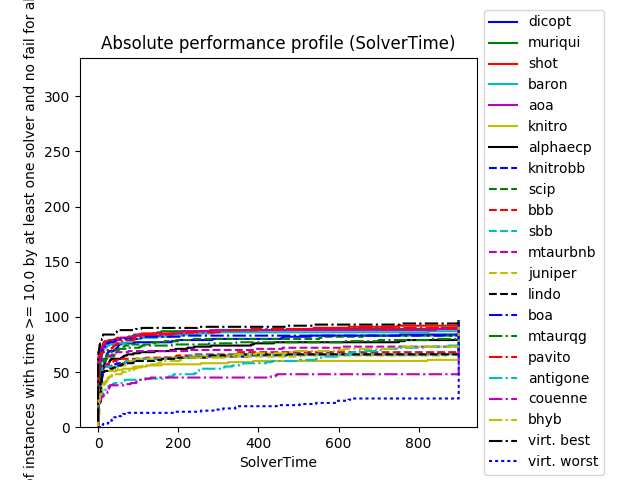 Absolute performance profile (SolverTime)
of instances with time >= 10.0 by at least one solver and no fail for
300
250
200
150
100
50
0
0 200 400 600 800
SolverTime
dicopt
muriqui
shot
baron
aoa
knitro
alphaecp
knitrobb
scip
bbb
sbb
mtaurbnb
juniper
lindo
boa
mtaurqg
pavito
antigone
couenne
bhyb
virt. best
virt. worst